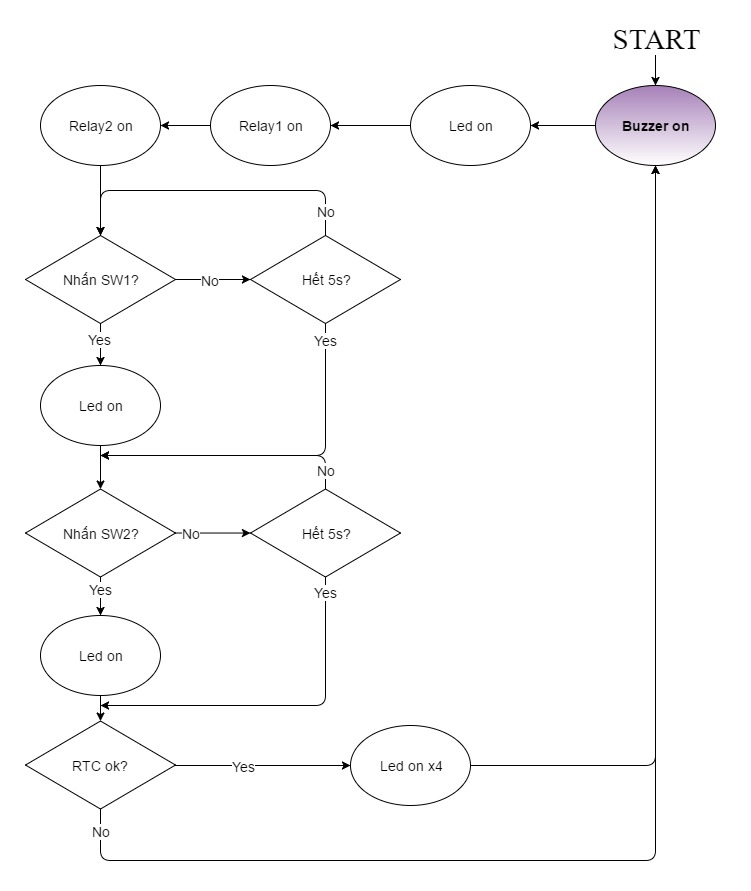 START
Buzzer on
Led on
Relay1 on
Relay2 on
No
Nhấn SW1?
No
Hết 5s?
Yes
Yes
Led on
No
Nhấn SW2?
No
Hết 5s?
Yes
Yes
Led on
RTC ok?
Yes
Led on x4
No